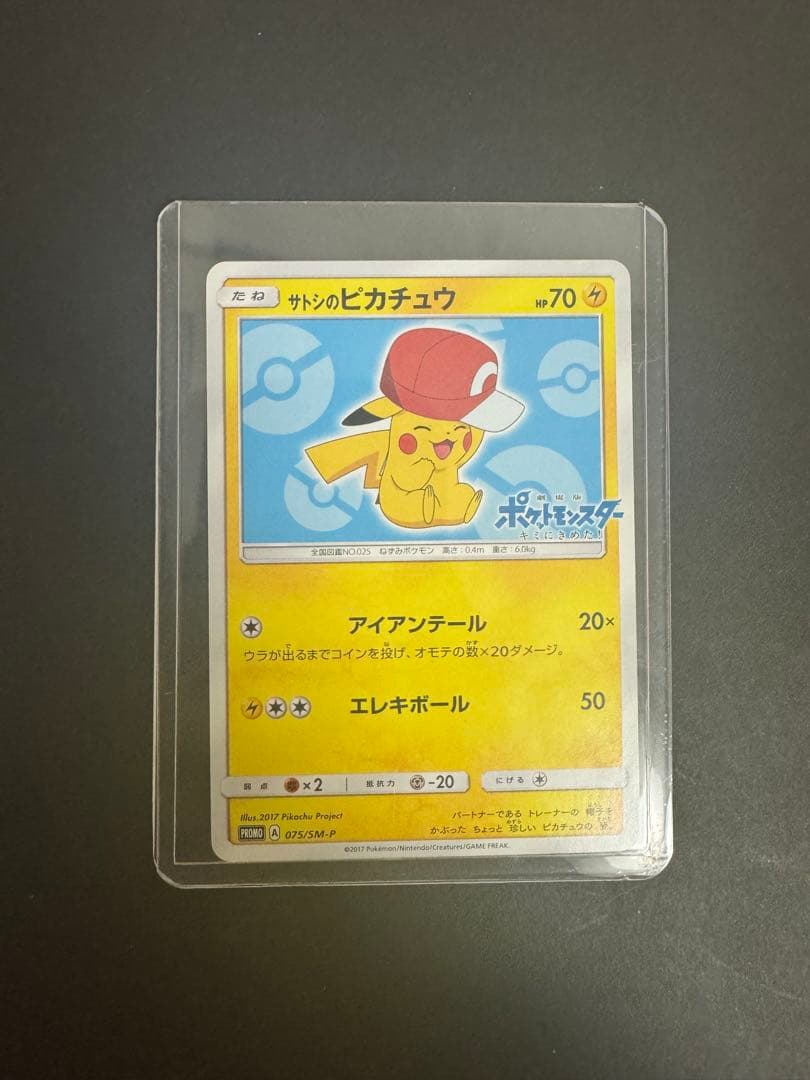 たね サトシのピカチュウ HP70
劇場版
ポケットモンスター
キミにきめた!
全国図鑑NO.025 ねずみポケモン 高さ:0.4m 重さ:6.0kg
アイアンテール 20×
ウラが出るまでコインを投げ、オモテの数×20ダメージ。
エレキボール 50
弱点 ×2 抵抗力 -20 にげる
Illus.2017 Pikachu Project
パートナーである トレーナーの 帽子を
かぶった ちょっと 珍しい ピカチュウの 姿。
PROMO A 075/SM-P
©2017 Pokémon/Nintendo/Creatures/GAME FREAK.